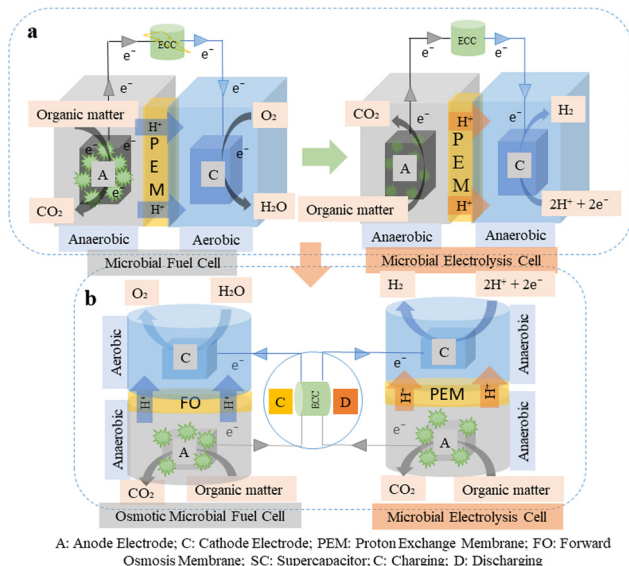 a
ECC
e⁻
e⁻
e⁻
e⁻
ECC
e⁻
e⁻
e⁻
e⁻
Organic matter
e⁻
e⁻
e⁻
A
CO₂
H⁺
PEM
H⁺
e⁻
C
O₂
H₂O
Anaerobic
Aerobic
Microbial Fuel Cell
CO₂
e⁻
A
Organic matter
H⁺
PEM
H⁺
e⁻
C
H₂
2H⁺ + 2e⁻
Anaerobic
Anaerobic
Microbial Electrolysis Cell
b
O₂
H₂O
Aerobic
C
e⁻
H⁺
FO
H⁺
Anaerobic
e⁻
A
CO₂
Organic matter
Osmotic Microbial Fuel Cell
C
ECC
D
H₂
2H⁺ + 2e⁻
C
e⁻
Anaerobic
H⁺
PEM
H⁺
e⁻
A
Anaerobic
CO₂
Organic matter
Microbial Electrolysis Cell
A: Anode Electrode; C: Cathode Electrode; PEM: Proton Exchange Membrane; FO: Forward
Osmosis Membrane; SC: Supercapacitor; C: Charging; D: Discharging